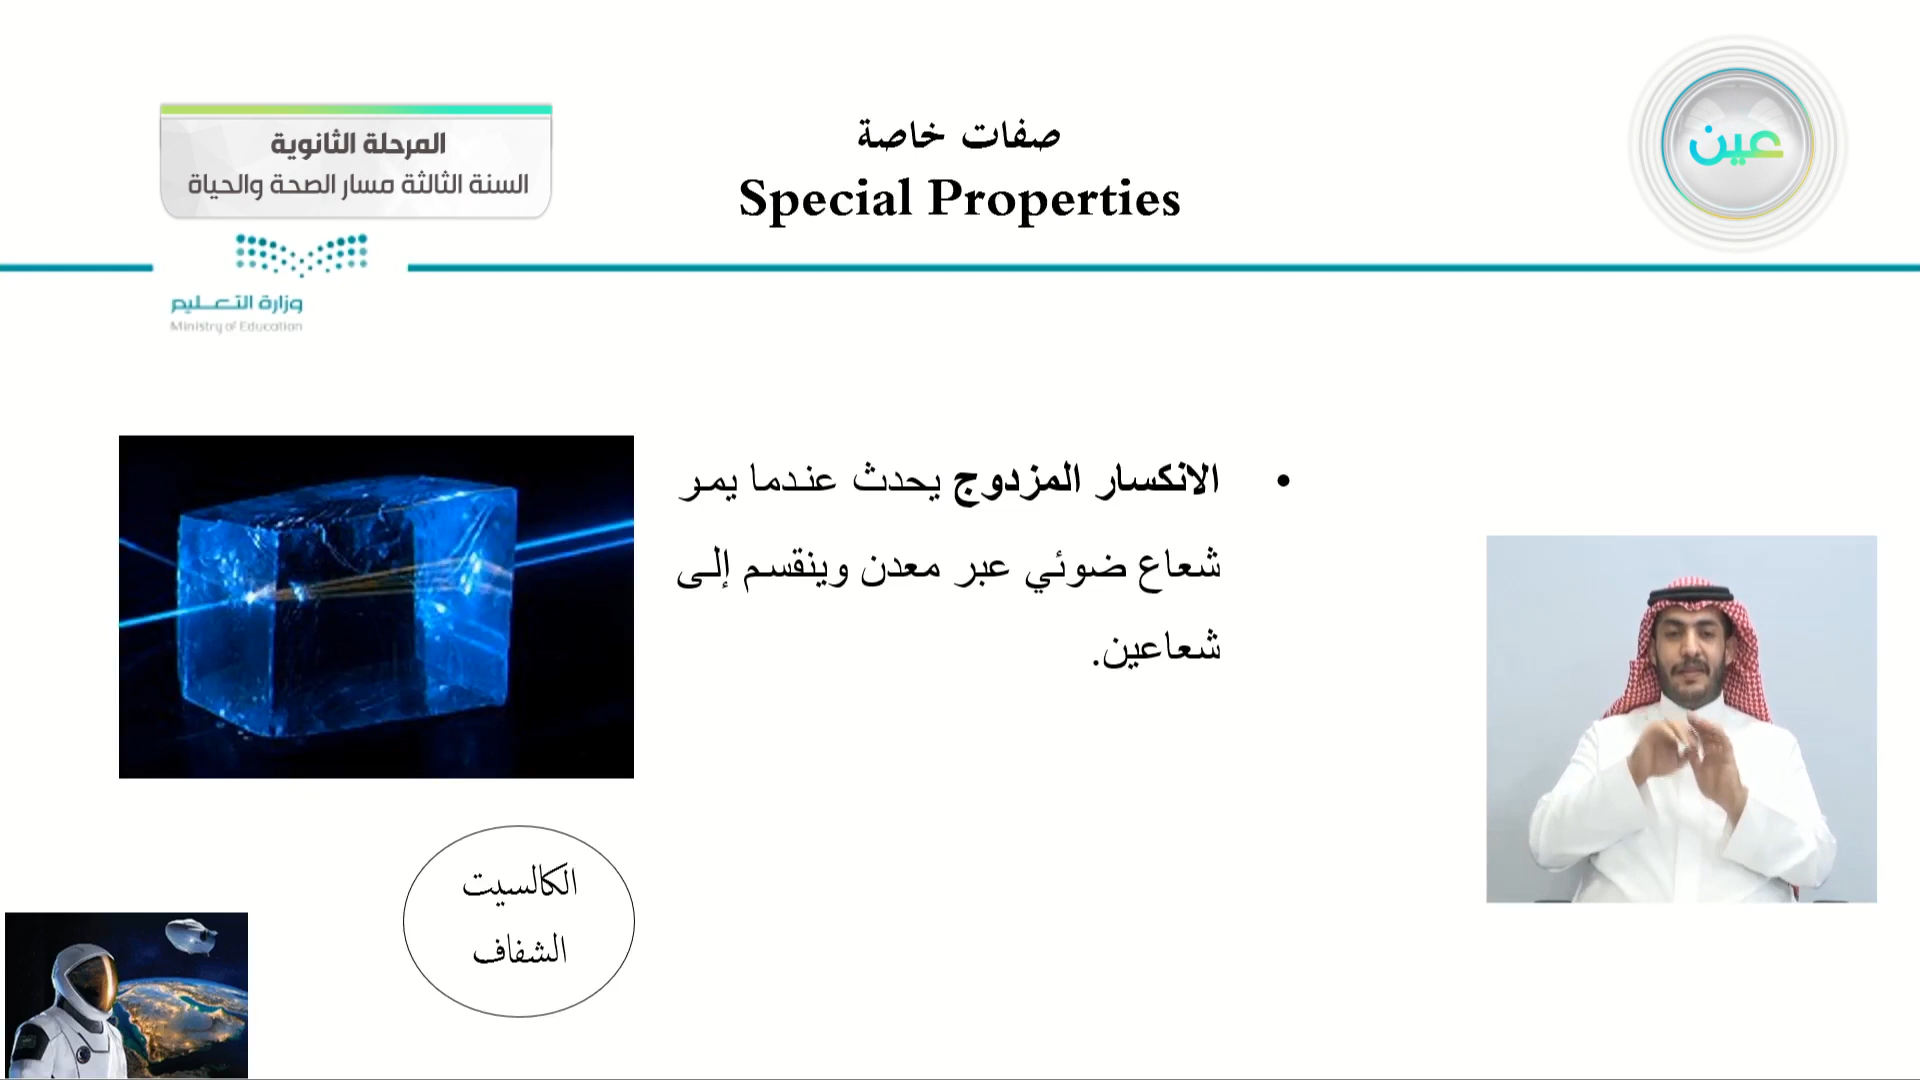 عين
صفات خاصة
Special Properties
المرحلة الثانوية
السنة الثالثة مسار الصحة والحياة
وزارة التعـــليم
Ministry of Education
• الانكسار المزدوج يحدث عندما يمر
شعاع ضوئي عبر معدن وينقسم إلى
شعاعين.
الكالسيت
الشفاف